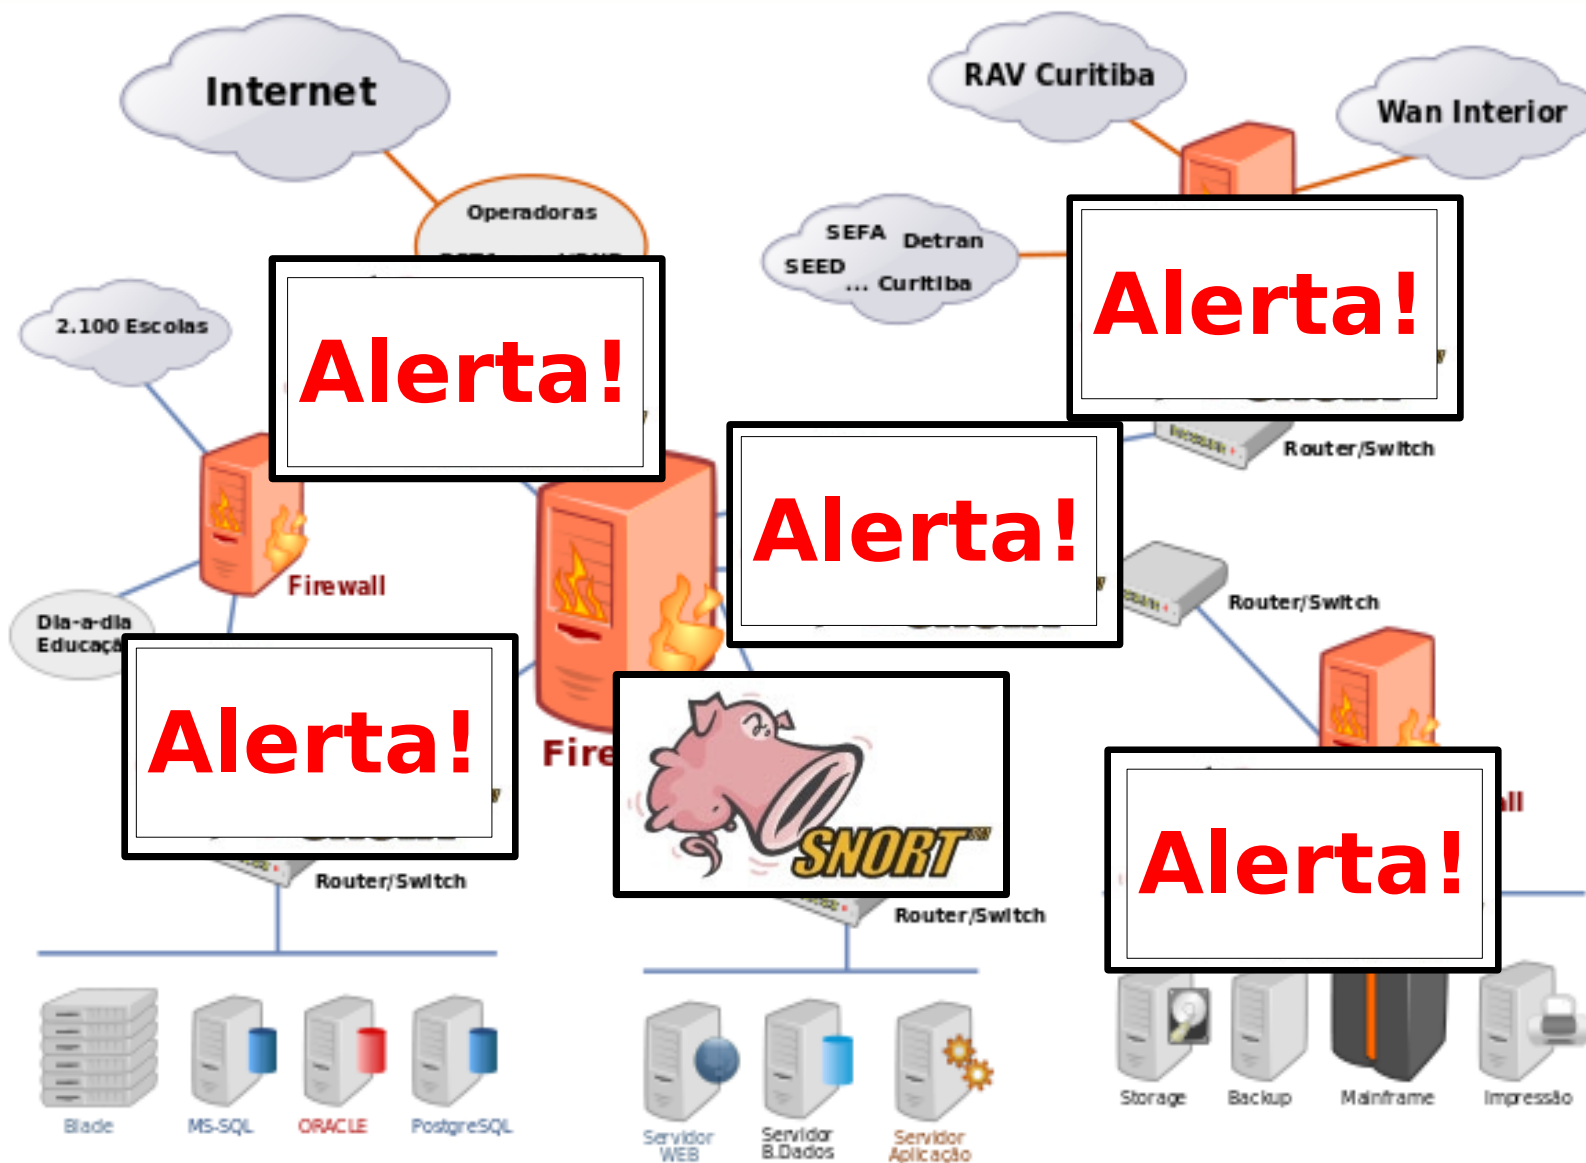 Internet
RAV Curitiba
Wan Interior
Operadoras
SEFA
Detran
SEED
... Curitiba
2.100 Escolas
Alerta!
Alerta!
Router/Switch
Alerta!
Firewall
Router/Switch
Dia-a-dia
Alerta!
SNORT
Alerta!
Router/Switch
Router/Switch
Blade
MS-SQL
ORACLE
PostgreSQL
Servidor
WEB
Servidor
B.Dados
Servidor
Aplicação
Storage
Backup
Mainframe
Impressão